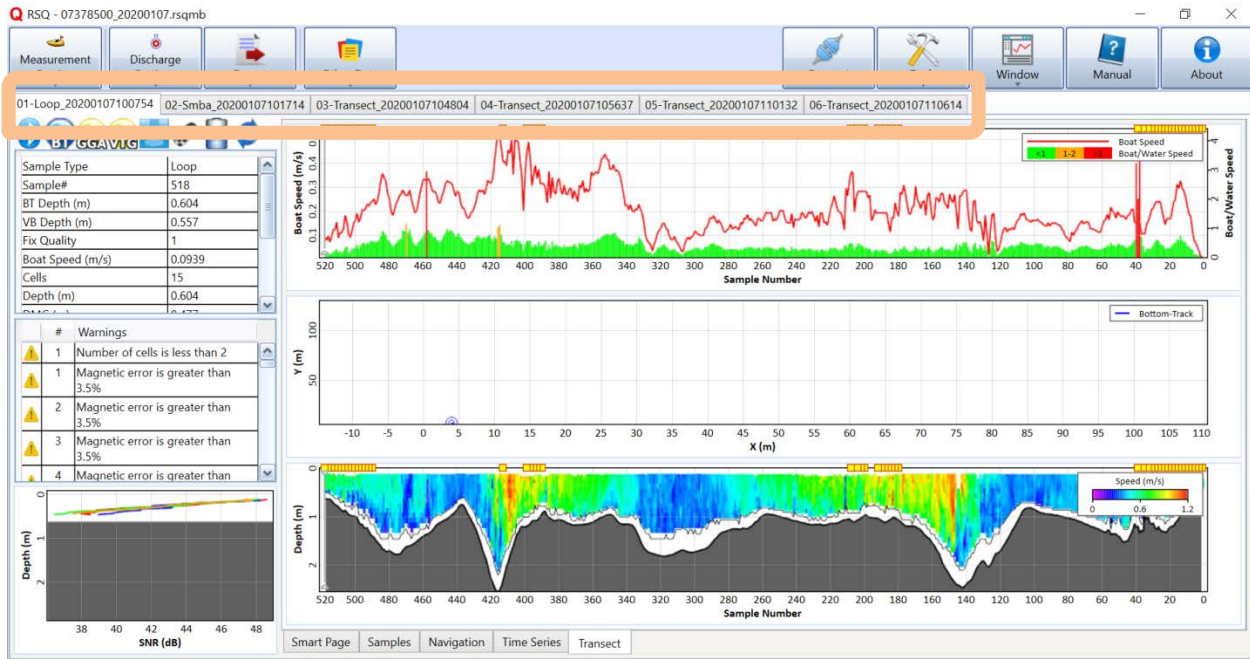 RSQ - 07378500_20200107.rsqmb
Measurement
Discharge
Window
Manual
About
01-Loop_20200107100754 02-Smba_20200107101714 03-Transect_20200107104804 04-Transect_20200107105637 05-Transect_20200107110132 06-Transect_20200107110614
BT GGA VTG
Sample Type Loop
Sample# 518
BT Depth (m) 0.604
VB Depth (m) 0.557
Fix Quality 1
Boat Speed (m/s) 0.0939
Cells 15
Depth (m) 0.604
# Warnings
1 Number of cells is less than 2
1 Magnetic error is greater than
3.5%
2 Magnetic error is greater than
3.5%
3 Magnetic error is greater than
3.5%
4 Magnetic error is greater than
0
1
2
Depth (m)
38 40 42 44 46 48
SNR (dB)
Boat Speed (m/s)
0.4
0.3
0.2
0.1
Boat Speed
<1 1-2 >2 Boat/Water Speed
4
3
2
1
0
Boat/Water Speed
520 500 480 460 440 420 400 380 360 340 320 300 280 260 240 220 200 180 160 140 120 100 80 60 40 20 0
Sample Number
Bottom-Track
Y (m)
100
50
-10 -5 0 5 10 15 20 25 30 35 40 45 50 55 60 65 70 75 80 85 90 95 100 105 110
X (m)
Depth (m)
0
1
2
Speed (m/s)
0 0.6 1.2
520 500 480 460 440 420 400 380 360 340 320 300 280 260 240 220 200 180 160 140 120 100 80 60 40 20 0
Sample Number
Smart Page Samples Navigation Time Series Transect